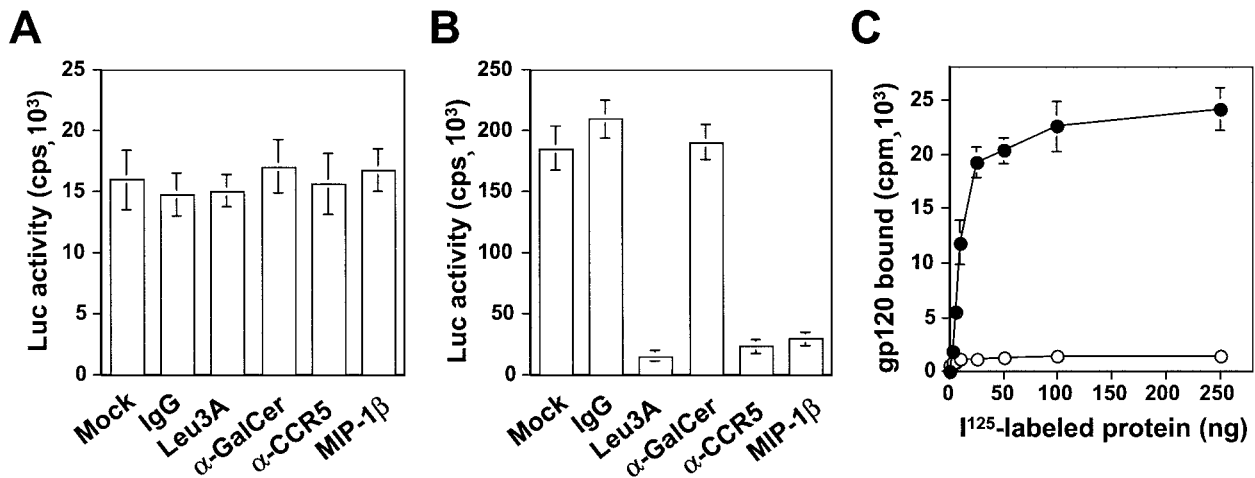 A
Luc activity (cps, 10³)
25
20
15
10
5
0
Mock
IgG
Leu3A
α-GalCer
α-CCR5
MIP-1β
B
Luc activity (cps, 10³)
250
200
150
100
50
0
Mock
IgG
Leu3A
α-GalCer
α-CCR5
MIP-1β
C
gp120 bound (cpm, 10³)
25
20
15
10
5
0
0 50 100 150 200 250
I¹²⁵-labeled protein (ng)